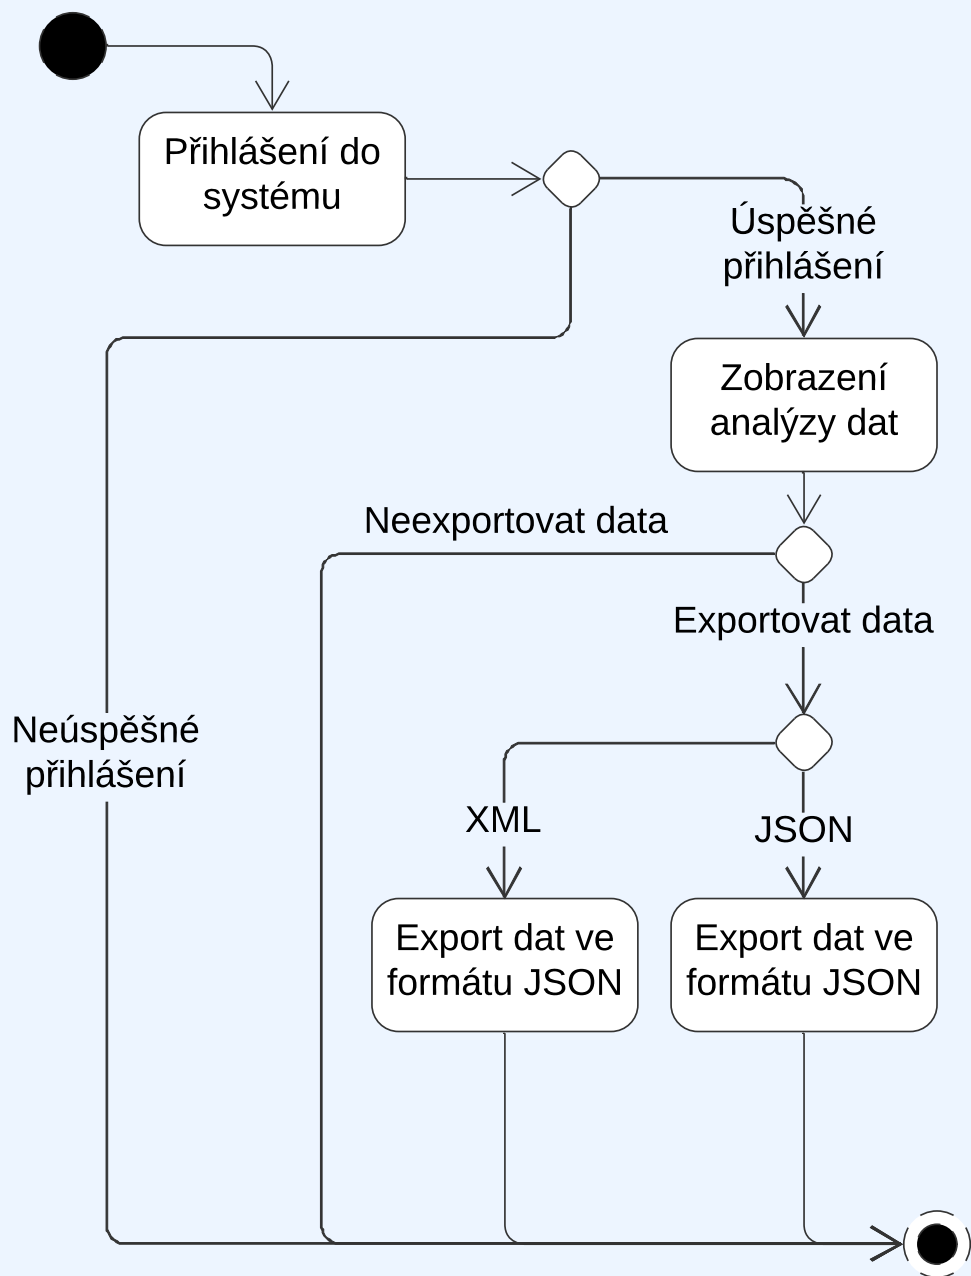 Přihlášení do
systému
Úspěšné
přihlášení
Zobrazení
analýzy dat
Neexportovat data
Exportovat data
Neúspěšné
přihlášení
XML
JSON
Export dat ve
formátu JSON
Export dat ve
formátu JSON